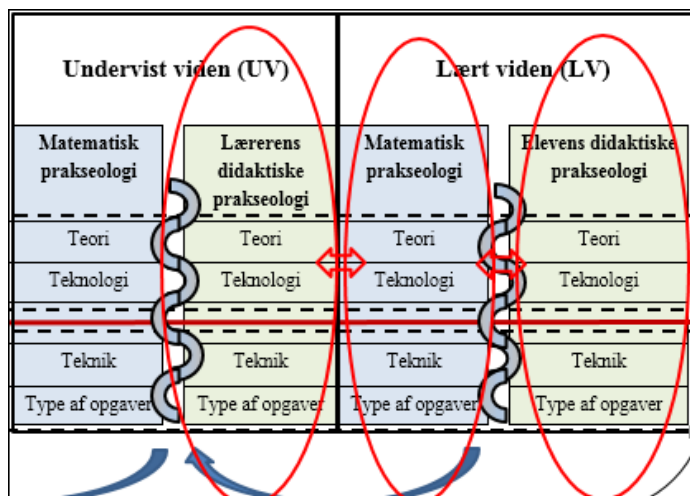 Undervist viden (UV)
Lært viden (LV)
Matematisk
prakseologi
Lærerens
didaktiske
prakseologi
Matematisk
prakseologi
Elevens didaktiske
prakseologi
Teori
Teori
Teori
Teori
Teknologi
Teknologi
Teknologi
Teknologi
Teknik
Teknik
Teknik
Teknik
Type af opgaver
Type af opgaver
Type af opgaver
Type af opgaver